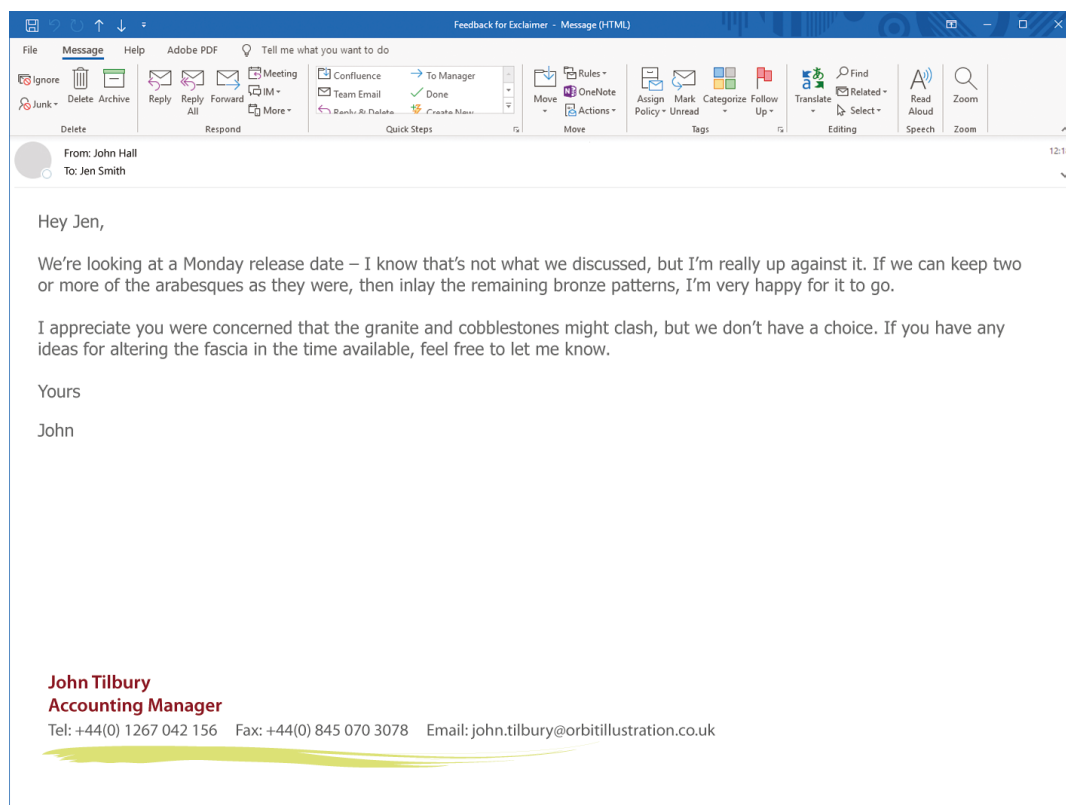 Feedback for Exclaimer - Message (HTML)
File Message Help Adobe PDF Tell me what you want to do
Ignore
Junk
Delete Archive
Delete
Reply Reply All Forward
Meeting
IM
More
Respond
Confluence To Manager
Team Email Done
Reply & Delete Create New
Quick Steps
Move
Rules
OneNote
Actions
Move
Assign Policy Mark Unread Categorize Follow Up
Tags
Translate
Find
Related
Select
Editing
Read Aloud
Speech
Zoom
Zoom
From: John Hall
To: Jen Smith
Hey Jen,
We’re looking at a Monday release date – I know that’s not what we discussed, but I’m really up against it. If we can keep two
or more of the arabesques as they were, then inlay the remaining bronze patterns, I’m very happy for it to go.
I appreciate you were concerned that the granite and cobblestones might clash, but we don’t have a choice. If you have any
ideas for altering the fascia in the time available, feel free to let me know.
Yours
John
John Tilbury
Accounting Manager
Tel: +44(0) 1267 042 156 Fax: +44(0) 845 070 3078 Email: john.tilbury@orbitillustration.co.uk